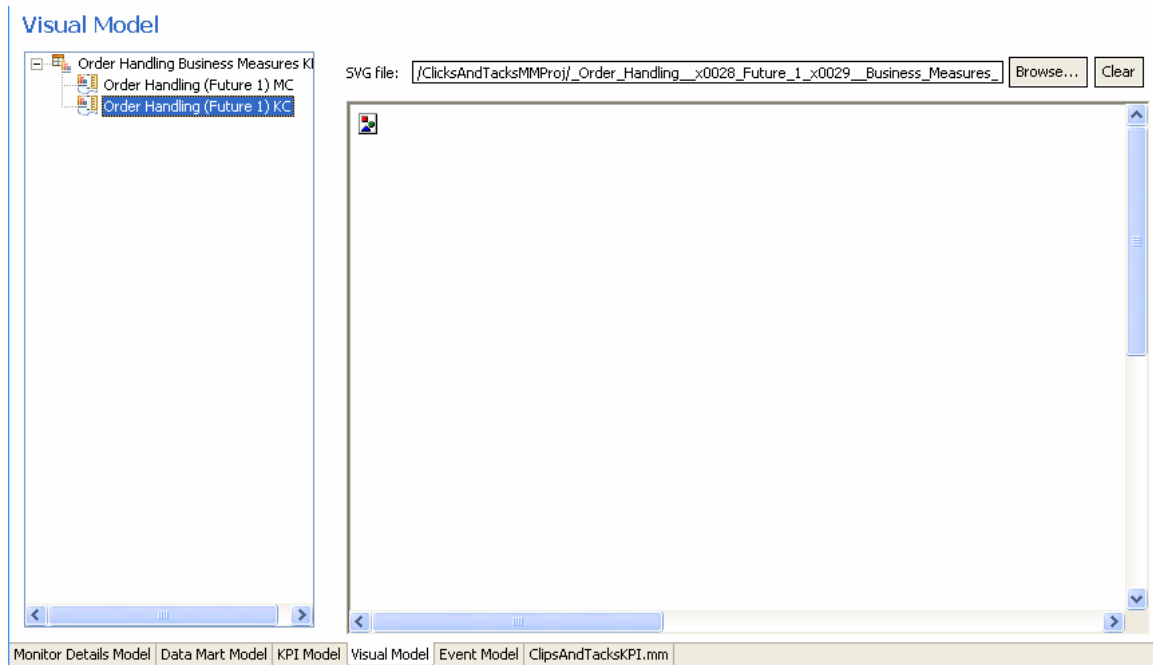 Visual Model
Order Handling Business Measures KI
Order Handling (Future 1) MC
Order Handling (Future 1) KC
SVG file: /ClicksAndTacksMMProj/_Order_Handling__x0028_Future_1_x0029__Business_Measures_ Browse... Clear
Monitor Details Model Data Mart Model KPI Model Visual Model Event Model ClipsAndTacksKPI.mm